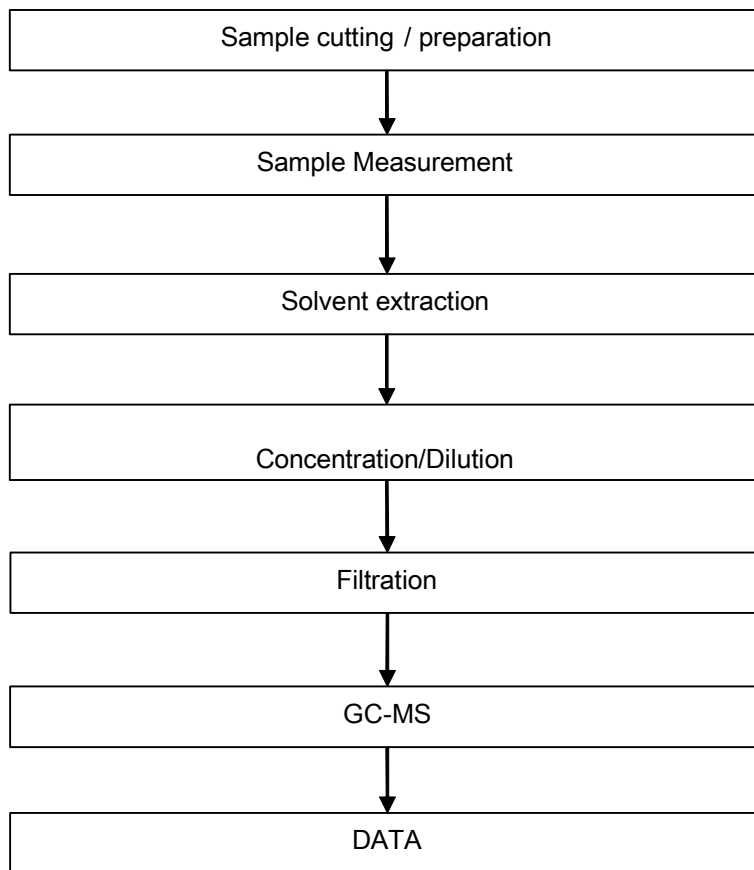 Sample cutting / preparation
Sample Measurement
Solvent extraction
Concentration/Dilution
Filtration
GC-MS
DATA